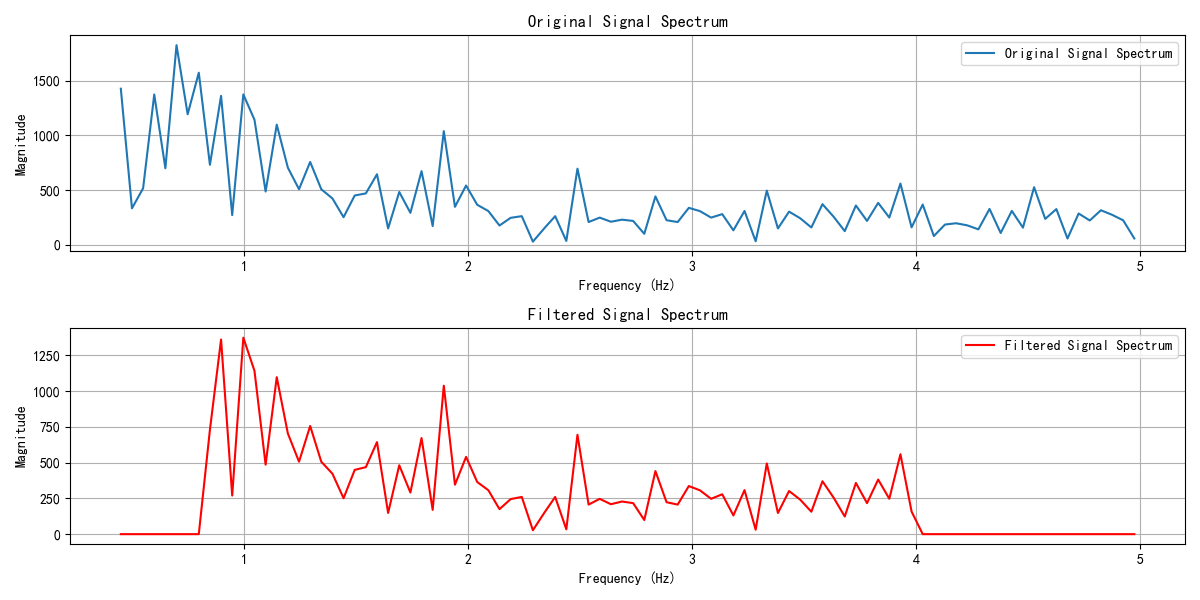 Original Signal Spectrum
Original Signal Spectrum
Magnitude
1500
1000
500
0
1 2 3 4 5
Frequency (Hz)
Filtered Signal Spectrum
Filtered Signal Spectrum
Magnitude
1250
1000
750
500
250
0
1 2 3 4 5
Frequency (Hz)